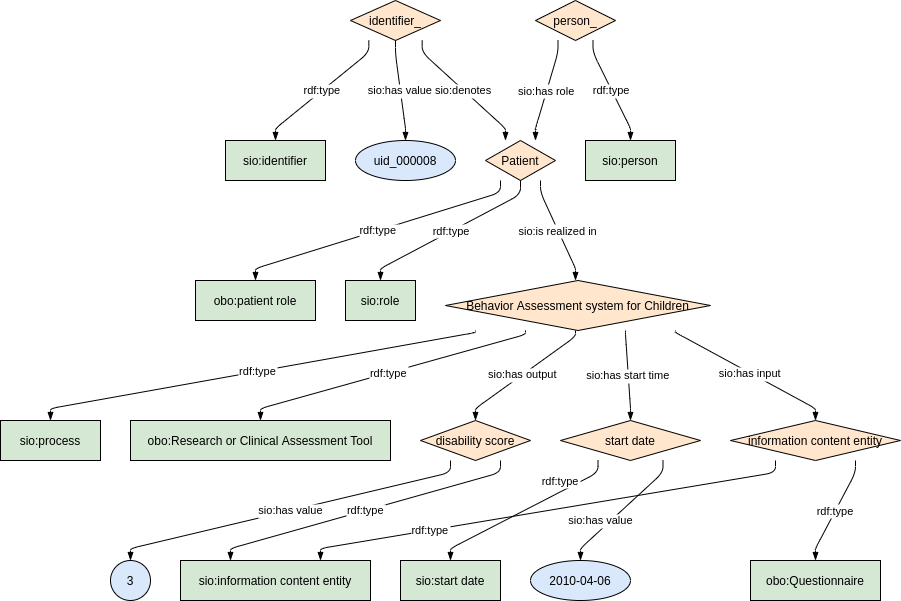 identifier_
person_
rdf:type
sio:has value
sio:denotes
sio:has role
rdf:type
sio:identifier
uid_000008
Patient
sio:person
rdf:type
rdf:type
sio:is realized in
obo:patient role
sio:role
Behavior Assessment system for Children
rdf:type
rdf:type
sio:has output
sio:has start time
sio:has input
sio:process
obo:Research or Clinical Assessment Tool
disability score
start date
information content entity
sio:has value
rdf:type
rdf:type
rdf:type
sio:has value
rdf:type
3
sio:information content entity
sio:start date
2010-04-06
obo:Questionnaire